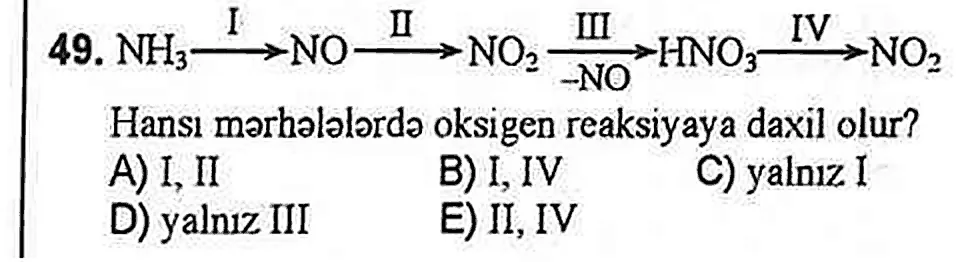 49. NH₃ —I→ NO —II→ NO₂ —III/–NO→ HNO₃ —IV→ NO₂
Hansı mərhələlərdə oksigen reaksiyaya daxil olur?
A) I, II B) I, IV C) yalnız I
D) yalnız III E) II, IV